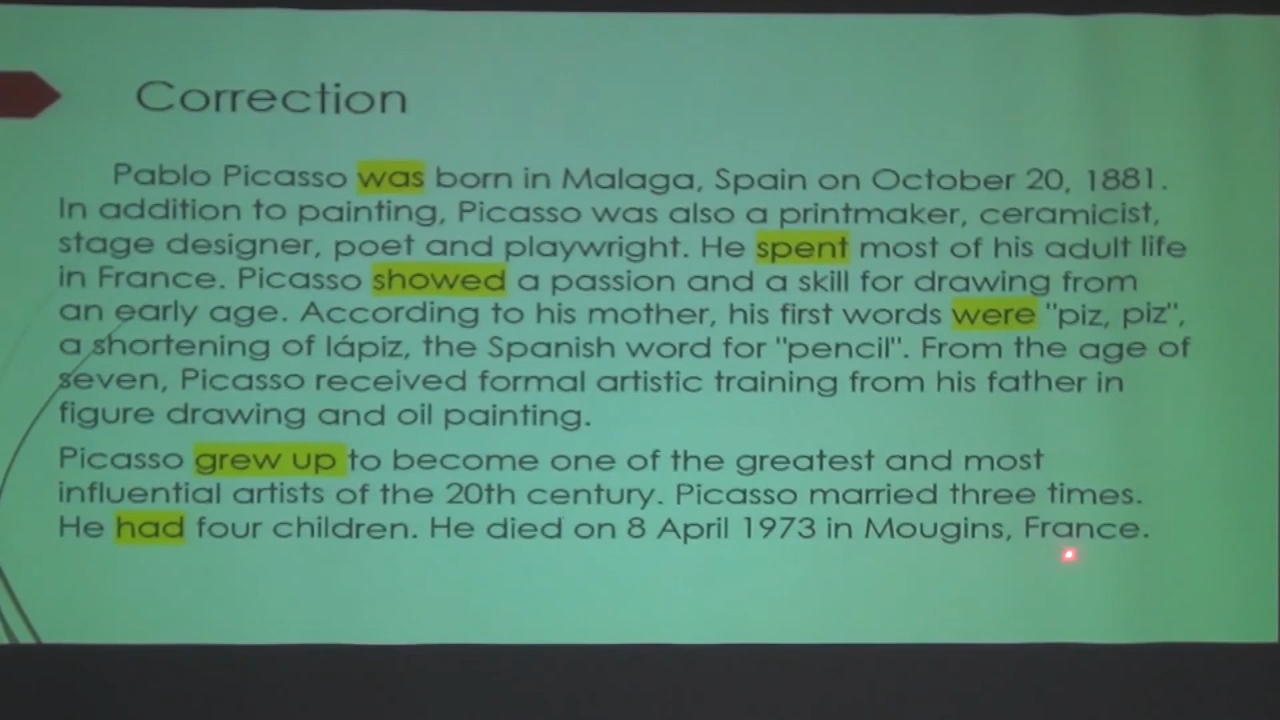 Correction
Pablo Picasso was born in Malaga, Spain on October 20, 1881.
In addition to painting, Picasso was also a printmaker, ceramicist,
stage designer, poet and playwright. He spent most of his adult life
in France. Picasso showed a passion and a skill for drawing from
an early age. According to his mother, his first words were "piz, piz",
a shortening of lápiz, the Spanish word for "pencil". From the age of
seven, Picasso received formal artistic training from his father in
figure drawing and oil painting.
Picasso grew up to become one of the greatest and most
influential artists of the 20th century. Picasso married three times.
He had four children. He died on 8 April 1973 in Mougins, France.